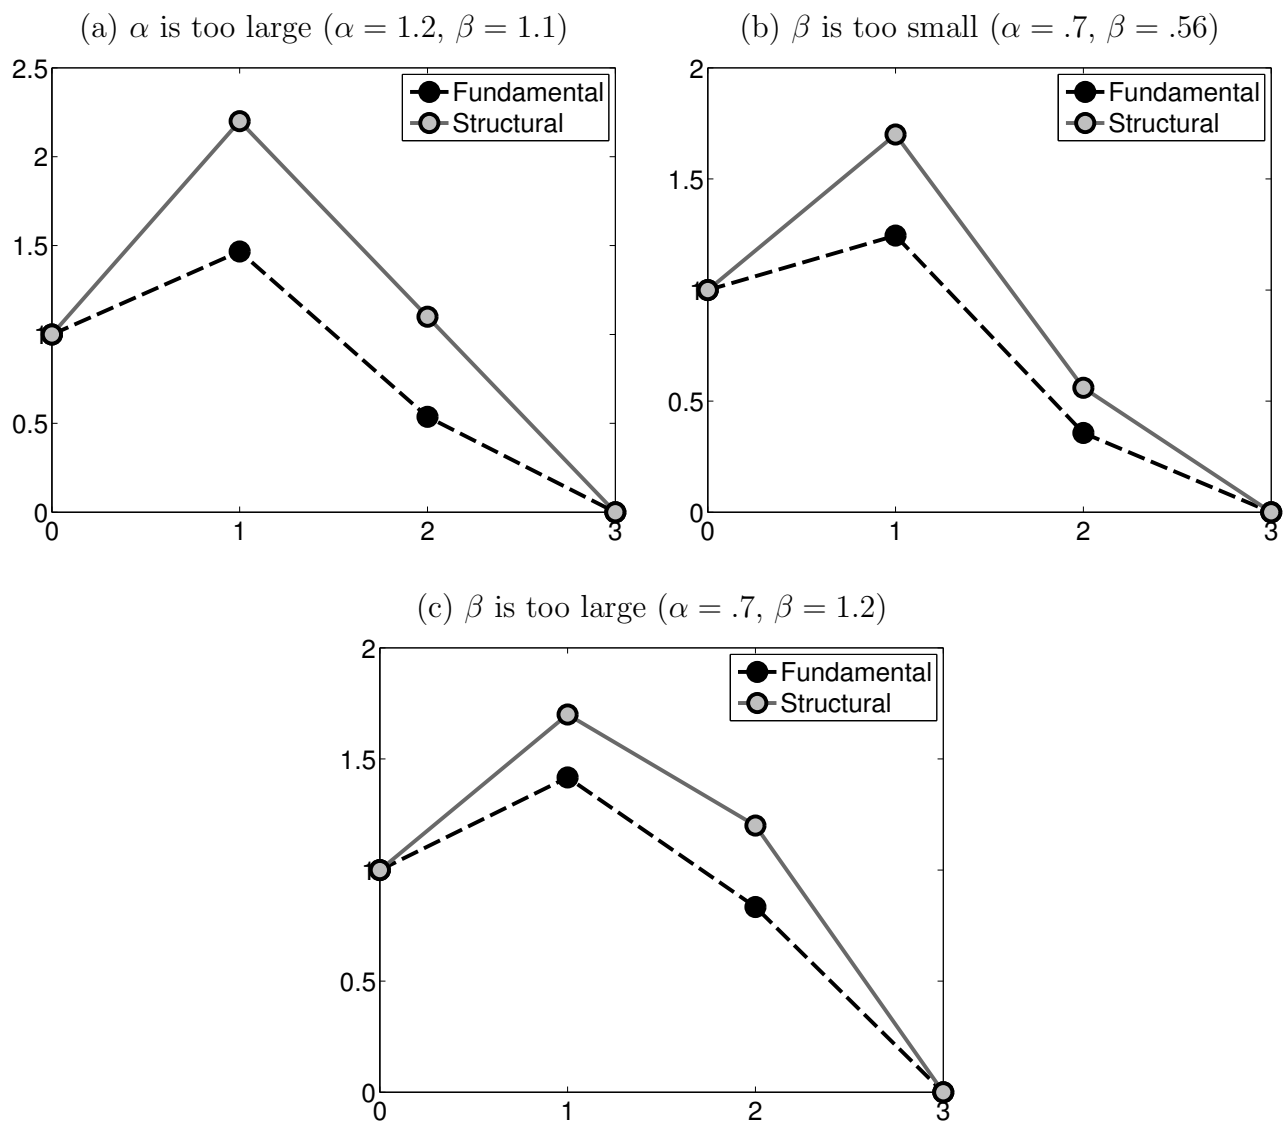 (a) α is too large (α = 1.2, β = 1.1)
2.5
2
1.5
1
0.5
0
0 1 2 3
Fundamental
Structural
(b) β is too small (α = .7, β = .56)
2
1.5
1
0.5
0
0 1 2 3
Fundamental
Structural
(c) β is too large (α = .7, β = 1.2)
2
1.5
1
0.5
0
0 1 2 3
Fundamental
Structural